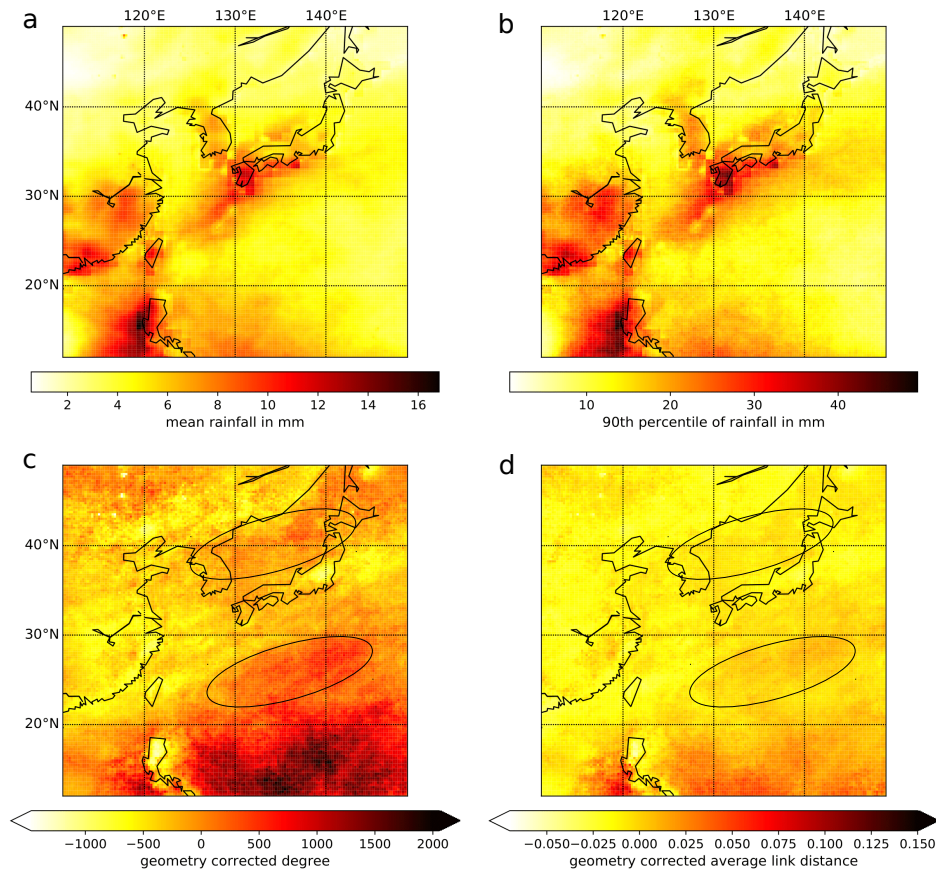 a
120°E 130°E 140°E
40°N
30°N
20°N
2 4 6 8 10 12 14 16
mean rainfall in mm
b
120°E 130°E 140°E
10 20 30 40
90th percentile of rainfall in mm
c
40°N
30°N
20°N
−1000 −500 0 500 1000 1500 2000
geometry corrected degree
d
−0.050 −0.025 0.000 0.025 0.050 0.075 0.100 0.125 0.150
geometry corrected average link distance